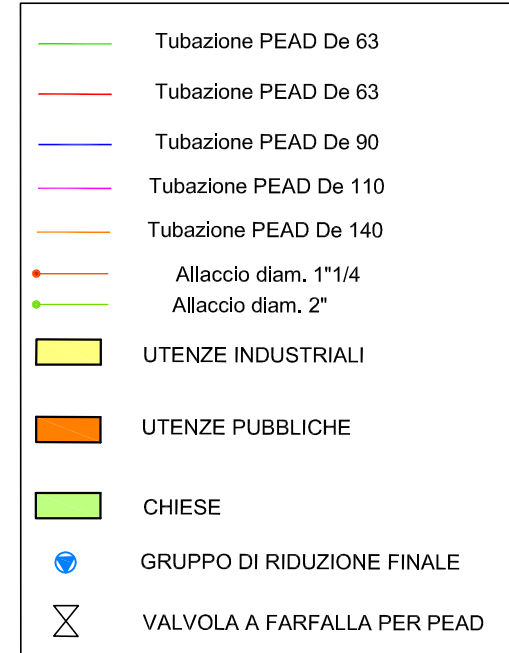 Tubazione PEAD De 63
Tubazione PEAD De 63
Tubazione PEAD De 90
Tubazione PEAD De 110
Tubazione PEAD De 140
Allaccio diam. 1"1/4
Allaccio diam. 2"
UTENZE INDUSTRIALI
UTENZE PUBBLICHE
CHIESE
GRUPPO DI RIDUZIONE FINALE
VALVOLA A FARFALLA PER PEAD